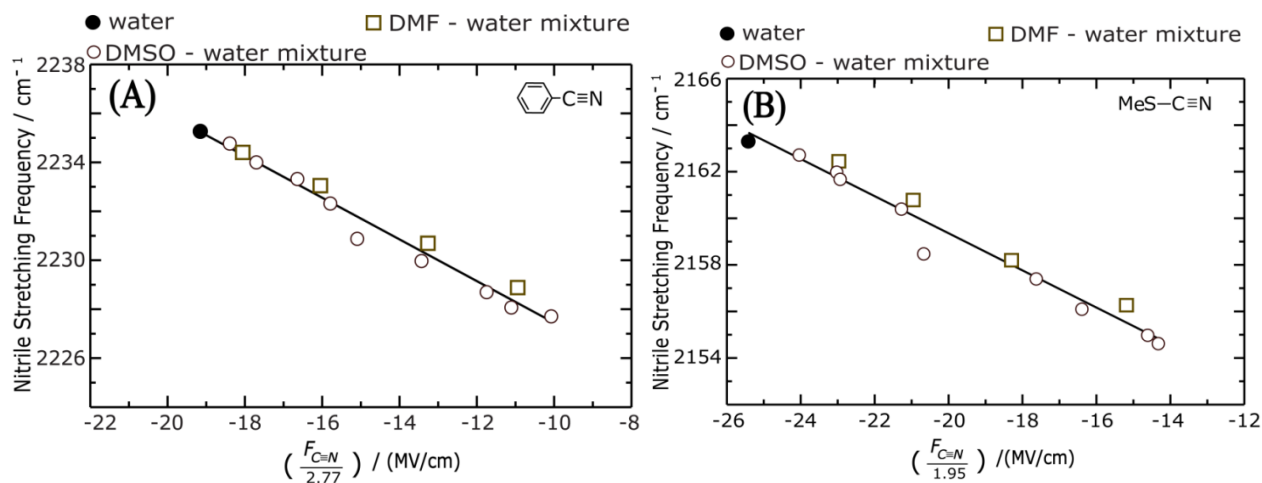 ● water □ DMF - water mixture
○ DMSO - water mixture
(A)
C≡N
Nitrile Stretching Frequency / cm⁻¹
2238
2234
2230
2226
-22 -20 -18 -16 -14 -12 -10 -8
( F_C≡N / 2.77 ) / (MV/cm)
● water □ DMF - water mixture
○ DMSO - water mixture
(B)
MeS-C≡N
Nitrile Stretching Frequency / cm⁻¹
2166
2162
2158
2154
-26 -24 -22 -20 -18 -16 -14 -12
( F_C≡N / 1.95 ) /(MV/cm)